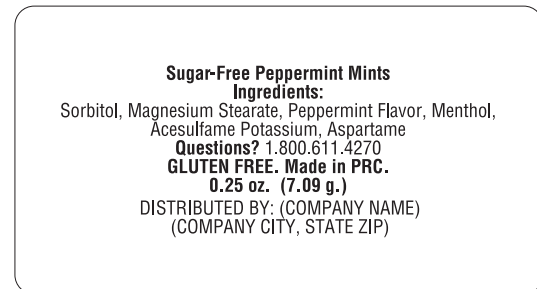 Sugar-Free Peppermint Mints
Ingredients:
Sorbitol, Magnesium Stearate, Peppermint Flavor, Menthol,
Acesulfame Potassium, Aspartame
Questions? 1.800.611.4270
GLUTEN FREE. Made in PRC.
0.25 oz. (7.09 g.)
DISTRIBUTED BY: (COMPANY NAME)
(COMPANY CITY, STATE ZIP)